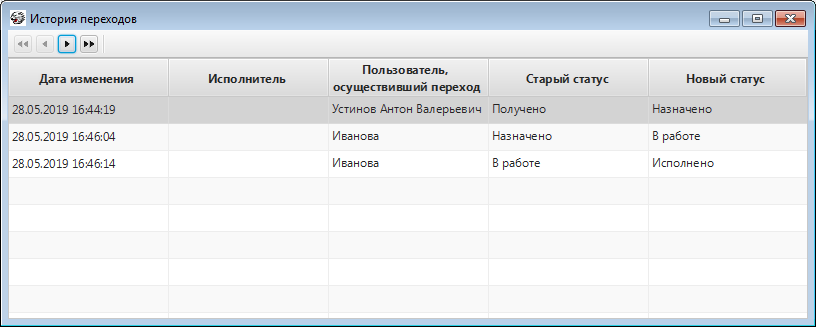 История переходов
Дата изменения Исполнитель Пользователь, осуществивший переход Старый статус Новый статус
28.05.2019 16:44:19 Устинов Антон Валерьевич Получено Назначено
28.05.2019 16:46:04 Иванова Назначено В работе
28.05.2019 16:46:14 Иванова В работе Исполнено